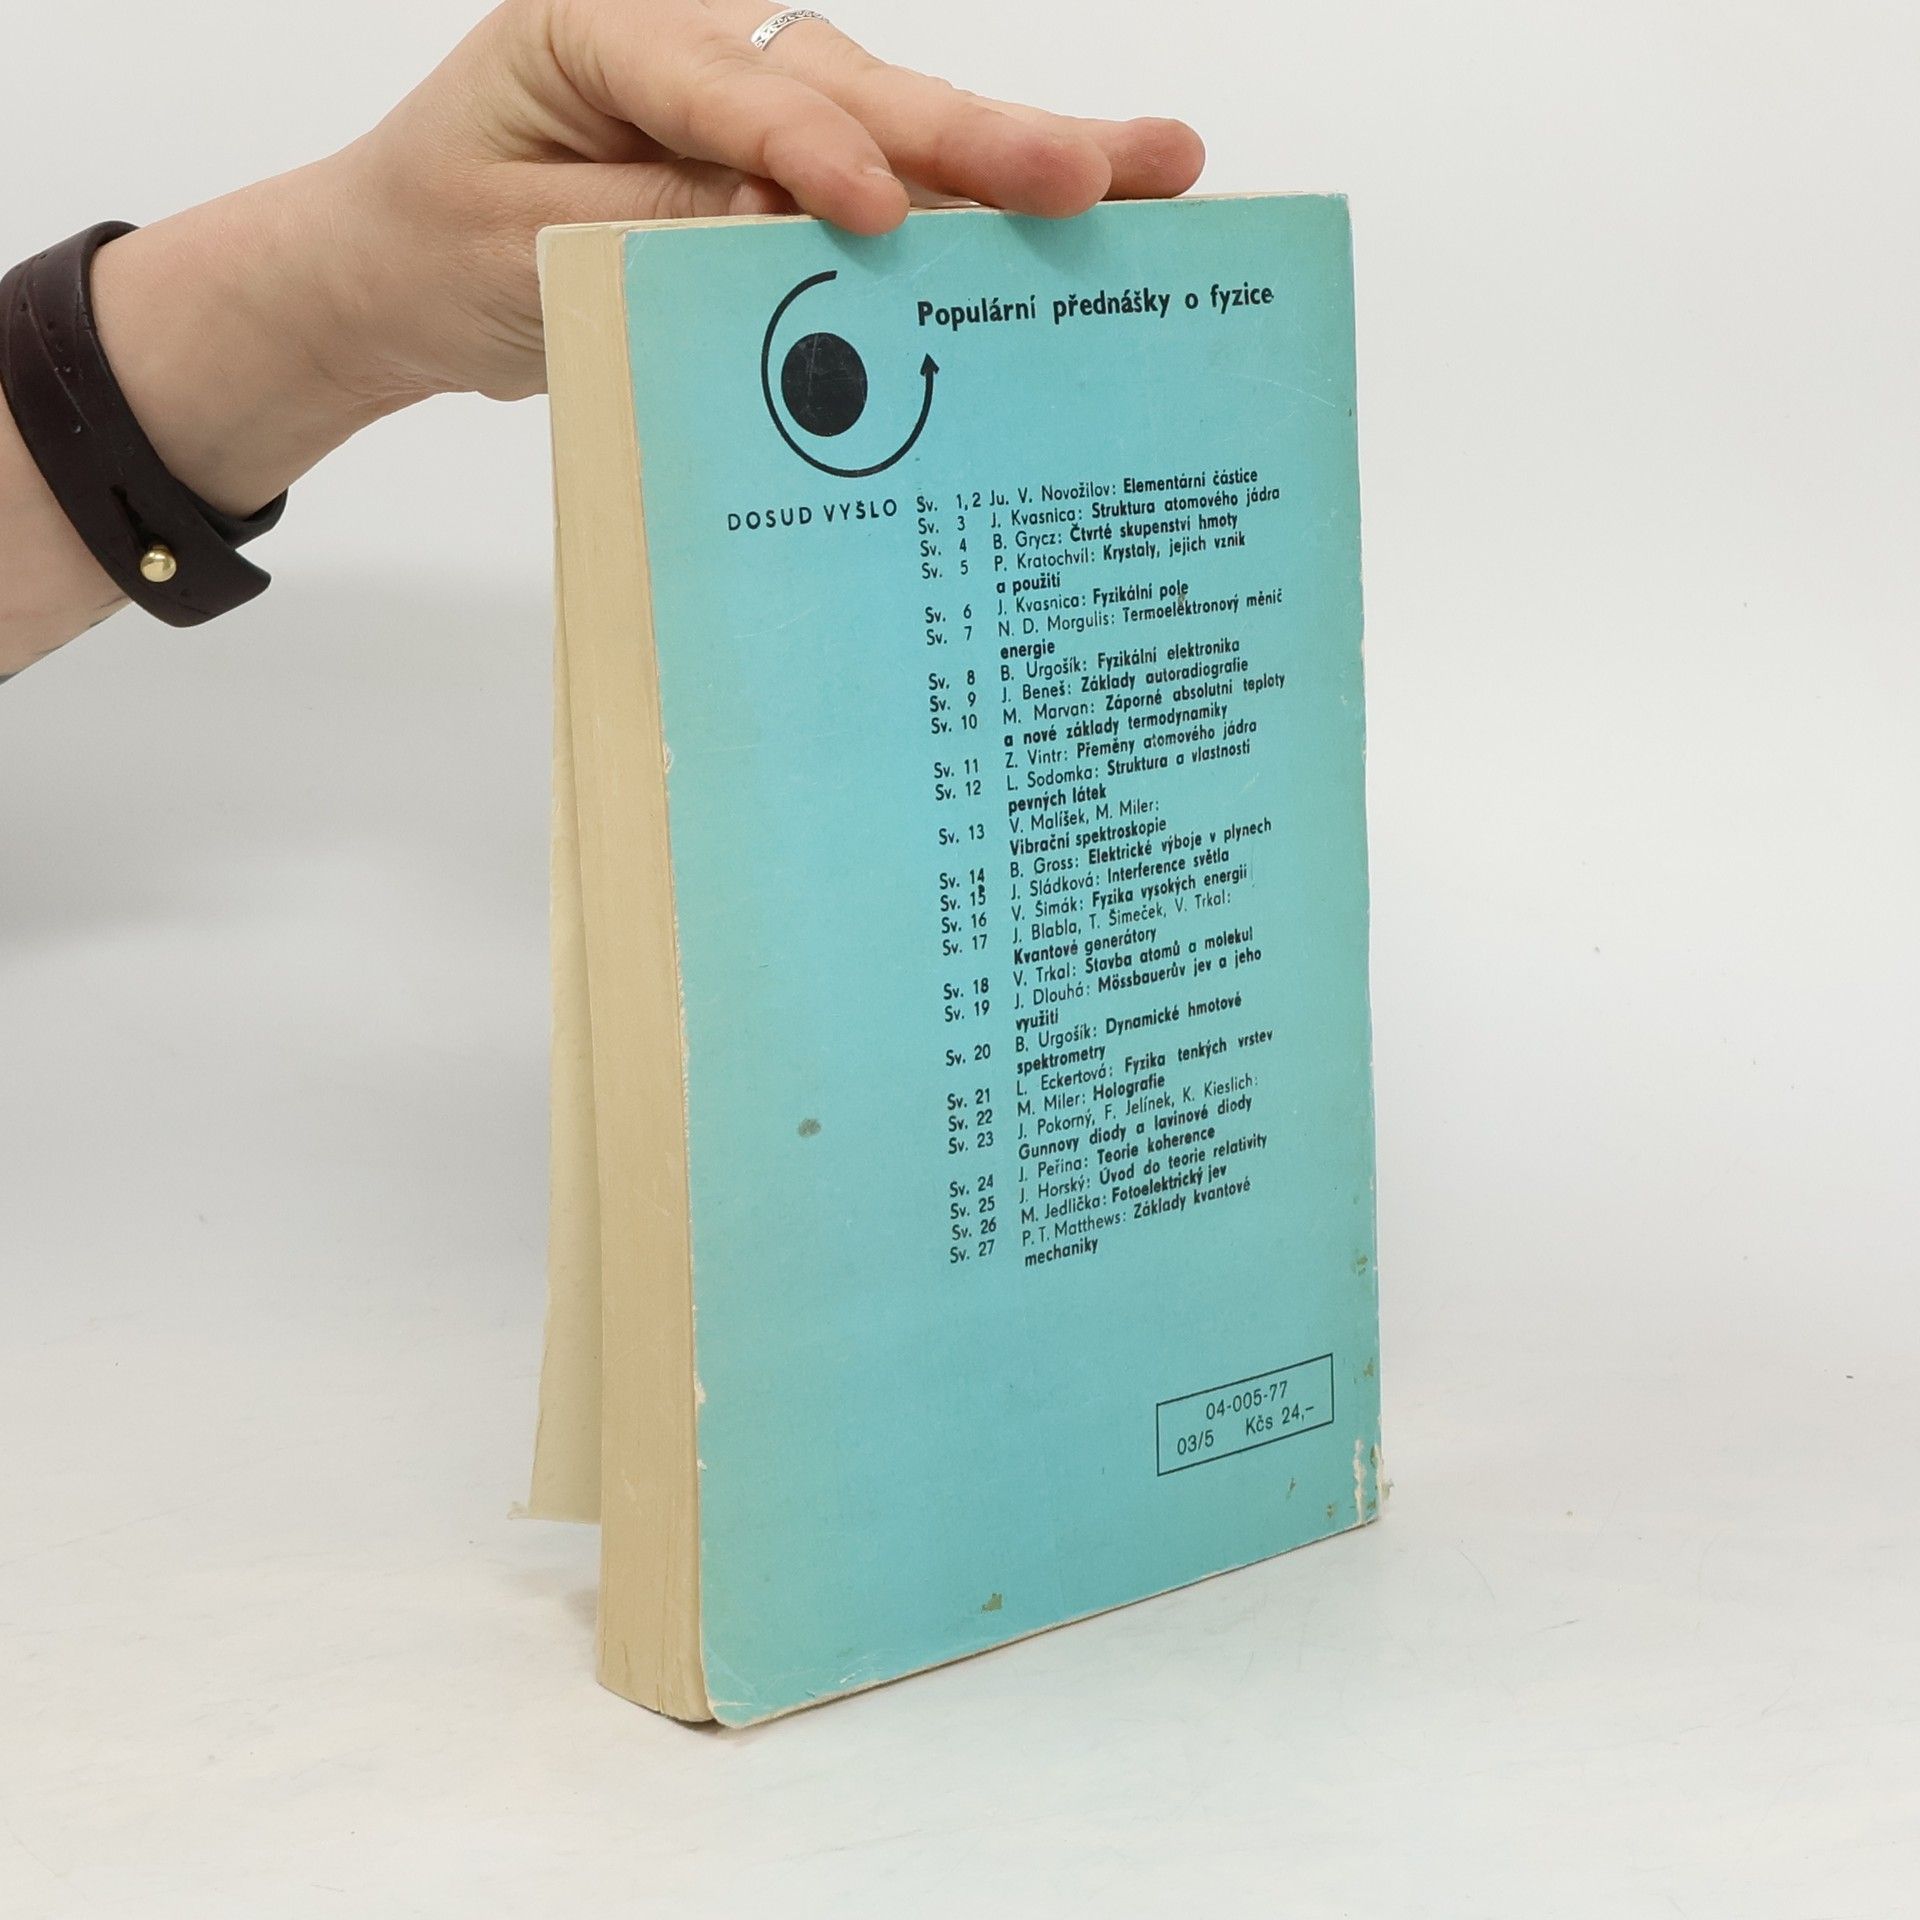 Populární přednášky o fyzice
DOSUD VYŠLO
Sv. 1, 2 Ju. V. Novožilov: Elementární částice
Sv. 3 J. Kvasnica: Struktura atomového jádra
Sv. 4 B. Grycz: Čtvrté skupenství hmoty
Sv. 5 P. Kratochvíl: Krystaly, jejich vznik
a použití
Sv. 6 J. Kvasnica: Fyzikální pole
Sv. 7 N. D. Morgulis: Termoelektronový měnič
energie
Sv. 8 B. Urgošík: Fyzikální elektronika
Sv. 9 J. Beneš: Základy autoradiografie
Sv. 10 M. Marvan: Záporné absolutní teploty
a nové základy termodynamiky
Sv. 11 Z. Vintr: Přeměny atomového jádra
Sv. 12 L. Sodomka: Struktura a vlastnosti
pevných látek
Sv. 13 V. Malíšek, M. Miler:
Vibrační spektroskopie
Sv. 14 B. Gross: Elektrické výboje v plynech
Sv. 15 J. Sládková: Interference světla
Sv. 16 V. Šimák: Fyzika vysokých energií
Sv. 17 J. Blabla, T. Šimeček, V. Trkal:
Kvantové generátory
Sv. 18 V. Trkal: Stavba atomů a molekul
Sv. 19 J. Dlouhá: Mössbauerův jev a jeho
využití
Sv. 20 B. Urgošík: Dynamické hmotové
spektrometry
Sv. 21 L. Eckertová: Fyzika tenkých vrstev
Sv. 22 M. Miler: Holografie
Sv. 23 J. Pokorný, F. Jelínek, K. Kieslich:
Gunnovy diody a lavinové diody
Sv. 24 J. Peřina: Teorie koherence
Sv. 25 J. Horský: Úvod do teorie relativity
Sv. 26 M. Jedlička: Fotoelektrický jev
Sv. 27 P. T. Matthews: Základy kvantové
mechaniky
04-005-77
03/5 Kčs 24,–